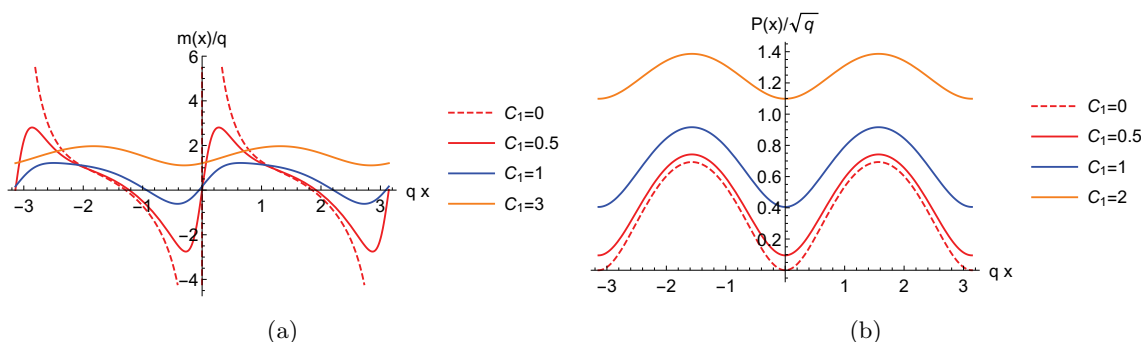 m(x)/q
6
4
2
−2
−4
−3 −2 −1 1 2 3
q x
C₁=0
C₁=0.5
C₁=1
C₁=3
(a)
P(x)/√q
1.4
1.2
1.0
0.8
0.6
0.4
0.2
−3 −2 −1 1 2 3
q x
C₁=0
C₁=0.5
C₁=1
C₁=2
(b)